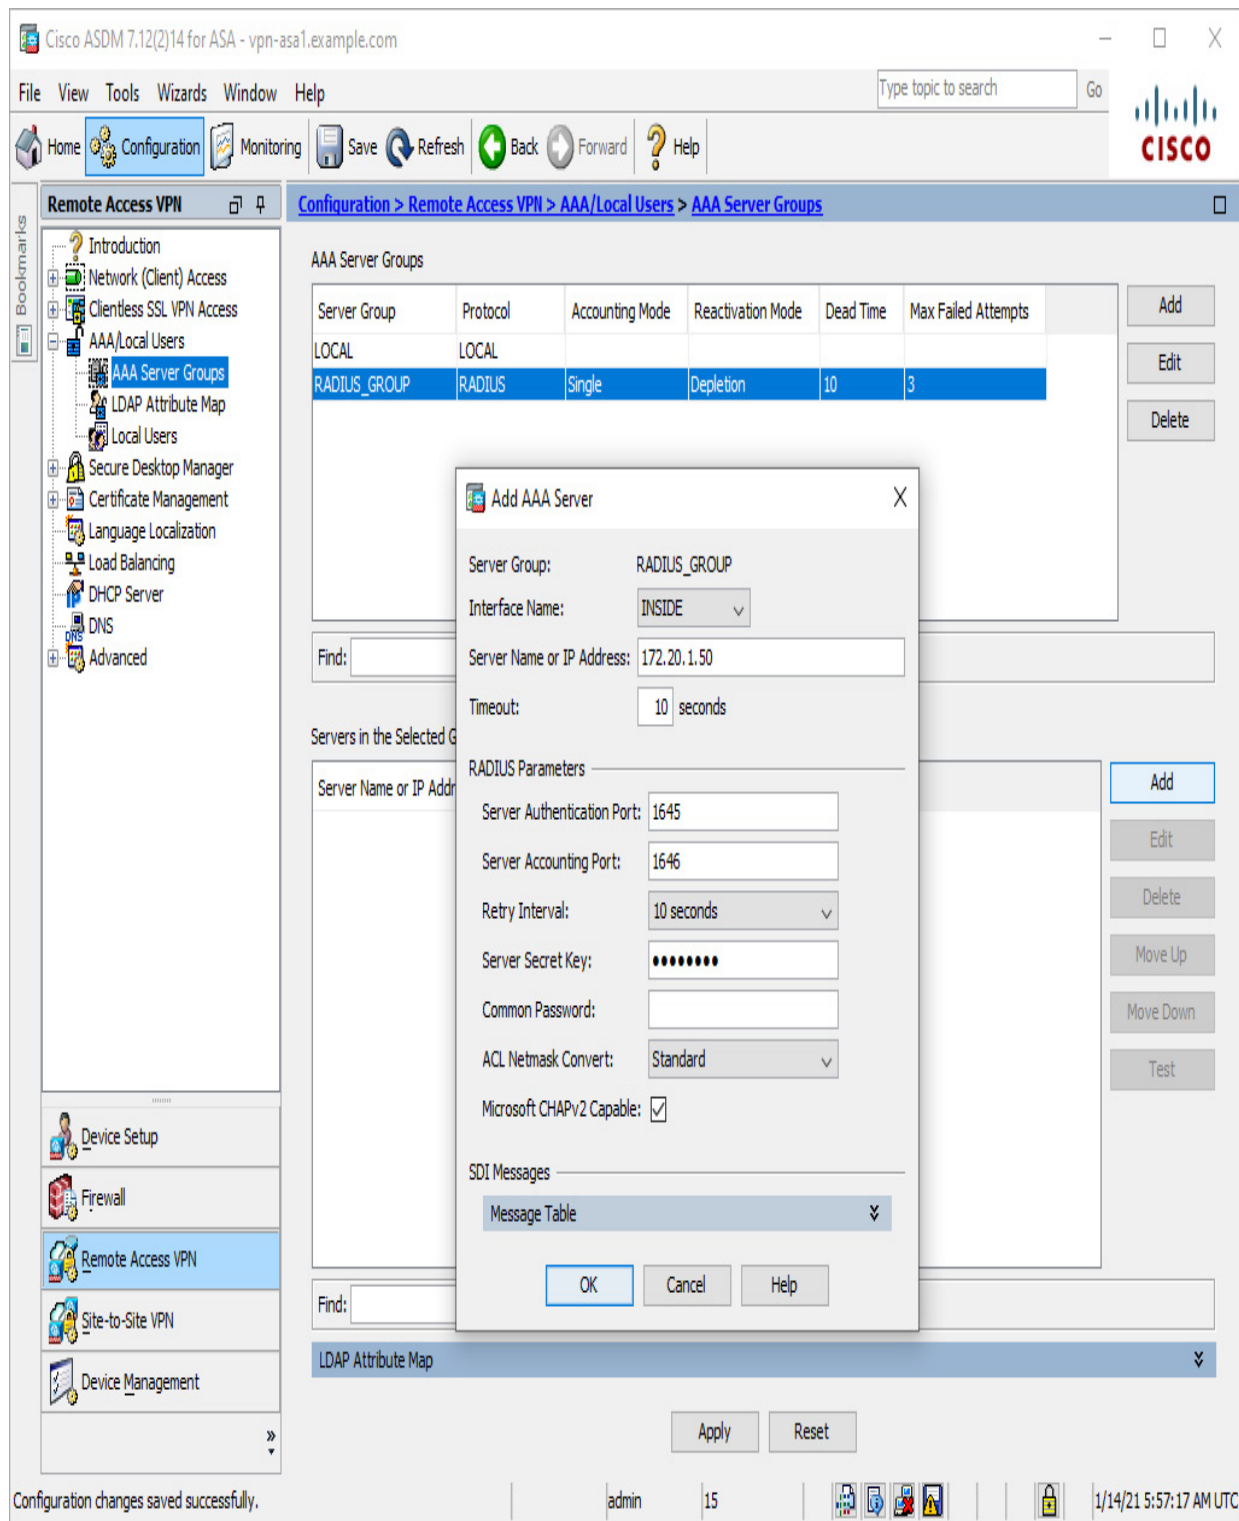 Cisco ASDM 7.12(2)14 for ASA - vpn-asa1.example.com
File View Tools Wizards Window Help
Type topic to search
Go
CISCO
Home Configuration Monitoring Save Refresh Back Forward Help
Bookmarks
Remote Access VPN
Introduction
Network (Client) Access
Clientless SSL VPN Access
AAA/Local Users
AAA Server Groups
LDAP Attribute Map
Local Users
Secure Desktop Manager
Certificate Management
Language Localization
Load Balancing
DHCP Server
DNS
DNS
Advanced
Device Setup
Firewall
Remote Access VPN
Site-to-Site VPN
Device Management
Configuration > Remote Access VPN > AAA/Local Users > AAA Server Groups
AAA Server Groups
Server Group Protocol Accounting Mode Reactivation Mode Dead Time Max Failed Attempts
LOCAL LOCAL
RADIUS_GROUP RADIUS Single Depletion 10 3
Add
Edit
Delete
Find:
Servers in the Selected G
Server Name or IP Addr
Add
Edit
Delete
Move Up
Move Down
Test
Find:
LDAP Attribute Map
Apply Reset
Add AAA Server
Server Group: RADIUS_GROUP
Interface Name: INSIDE
Server Name or IP Address: 172.20.1.50
Timeout: 10 seconds
RADIUS Parameters
Server Authentication Port: 1645
Server Accounting Port: 1646
Retry Interval: 10 seconds
Server Secret Key: ••••••••
Common Password:
ACL Netmask Convert: Standard
Microsoft CHAPv2 Capable:
SDI Messages
Message Table
OK Cancel Help
Configuration changes saved successfully.
admin
15
1/14/21 5:57:17 AM UTC